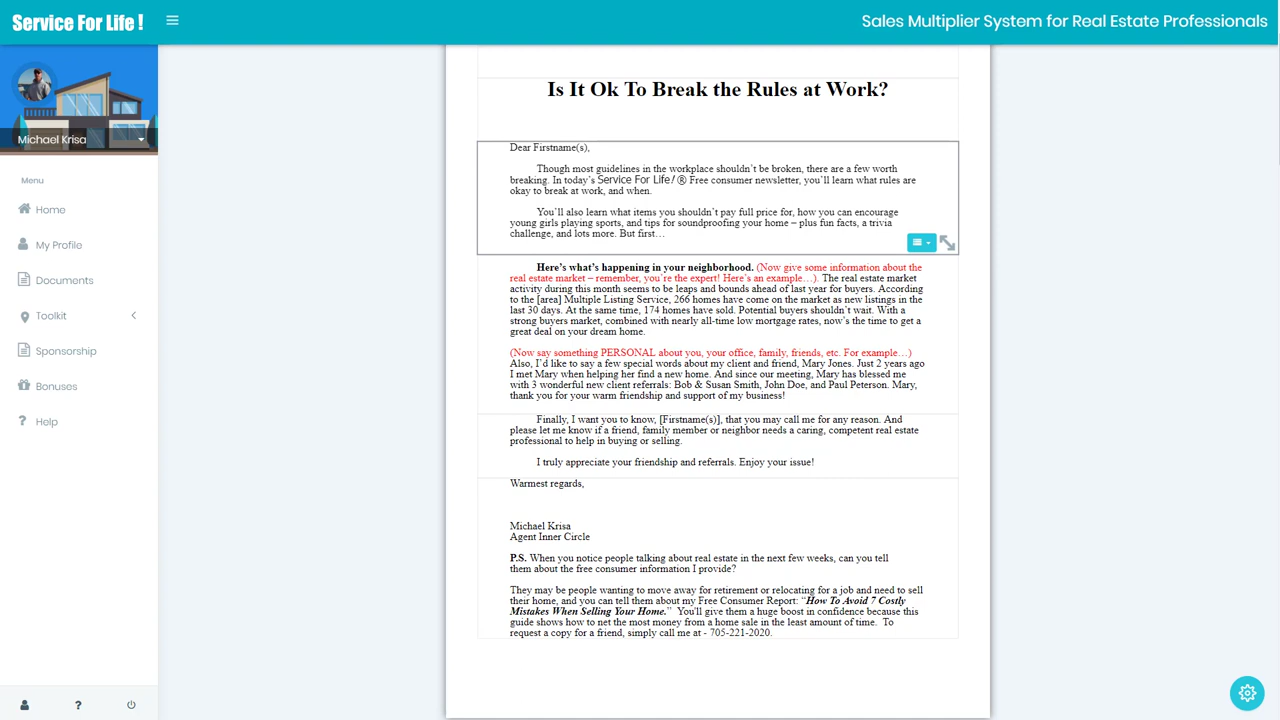 Service For Life !
Sales Multiplier System for Real Estate Professionals
Michael Krisa
Menu
Home
My Profile
Documents
Toolkit
Sponsorship
Bonuses
Help
Is It Ok To Break the Rules at Work?
Dear Firstname(s),
Though most guidelines in the workplace shouldn't be broken, there are a few worth
breaking. In today's Service For Life!® Free consumer newsletter, you'll learn what rules are
okay to break at work, and when.
You'll also learn what items you shouldn't pay full price for, how you can encourage
young girls playing sports, and tips for soundproofing your home – plus fun facts, a trivia
challenge, and lots more. But first…
Here's what's happening in your neighborhood. (Now give some information about the
real estate market – remember, you're the expert! Here's an example…). The real estate market
activity during this month seems to be leaps and bounds ahead of last year for buyers. According
to the [area] Multiple Listing Service, 266 homes have come on the market as new listings in the
last 30 days. At the same time, 174 homes have sold. Potential buyers shouldn't wait. With a
strong buyers market, combined with nearly all-time low mortgage rates, now's the time to get a
great deal on your dream home.
(Now say something PERSONAL about you, your office, family, friends, etc. For example…)
Also, I'd like to say a few special words about my client and friend, Mary Jones. Just 2 years ago
I met Mary when helping her find a new home. And since our meeting, Mary has blessed me
with 3 wonderful new client referrals: Bob & Susan Smith, John Doe, and Paul Peterson. Mary,
thank you for your warm friendship and support of my business!
Finally, I want you to know, [Firstname(s)], that you may call me for any reason. And
please let me know if a friend, family member or neighbor needs a caring, competent real estate
professional to help in buying or selling.
I truly appreciate your friendship and referrals. Enjoy your issue!
Warmest regards,
Michael Krisa
Agent Inner Circle
P.S. When you notice people talking about real estate in the next few weeks, can you tell
them about the free consumer information I provide?
They may be people wanting to move away for retirement or relocating for a job and need to sell
their home, and you can tell them about my Free Consumer Report: "How To Avoid 7 Costly
Mistakes When Selling Your Home." You'll give them a huge boost in confidence because this
guide shows how to net the most money from a home sale in the least amount of time. To
request a copy for a friend, simply call me at - 705-221-2020.